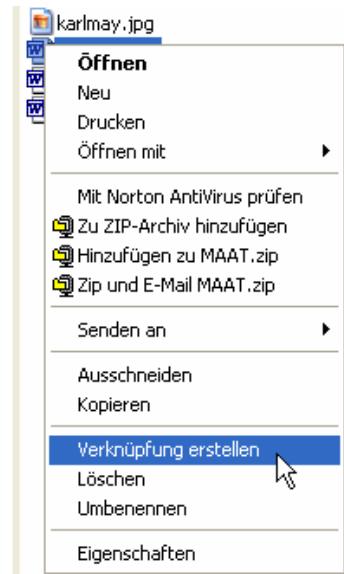 karlmay.jpg
Öffnen
Neu
Drucken
Öffnen mit
Mit Norton AntiVirus prüfen
Zu ZIP-Archiv hinzufügen
Hinzufügen zu MAAT.zip
Zip und E-Mail MAAT.zip
Senden an
Ausschneiden
Kopieren
Verknüpfung erstellen
Löschen
Umbenennen
Eigenschaften